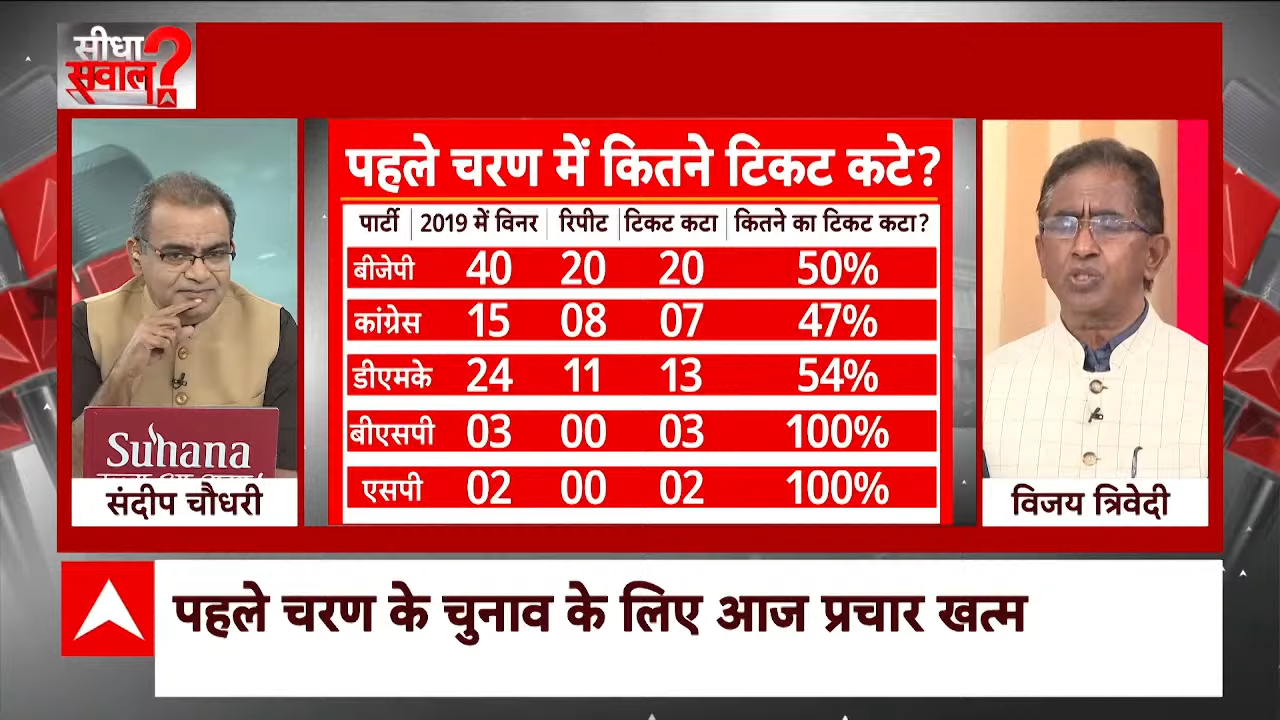 सीधा
सवाल?
पहले चरण में कितने टिकट कटे?
पार्टी 2019 में विनर रिपीट टिकट कटा कितने का टिकट कटा?
बीजेपी 40 20 20 50%
कांग्रेस 15 08 07 47%
डीएमके 24 11 13 54%
बीएसपी 03 00 03 100%
एसपी 02 00 02 100%
Suhana
संदीप चौधरी
विजय त्रिवेदी
पहले चरण के चुनाव के लिए आज प्रचार खत्म